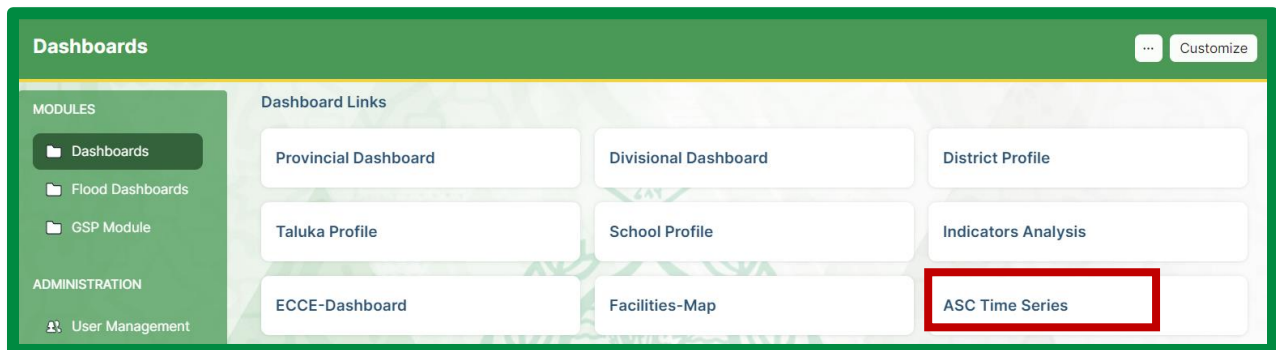 Dashboards
... Customize
MODULES
Dashboards
Flood Dashboards
GSP Module
ADMINISTRATION
User Management
Dashboard Links
Provincial Dashboard
Divisional Dashboard
District Profile
Taluka Profile
School Profile
Indicators Analysis
ECCE-Dashboard
Facilities-Map
ASC Time Series